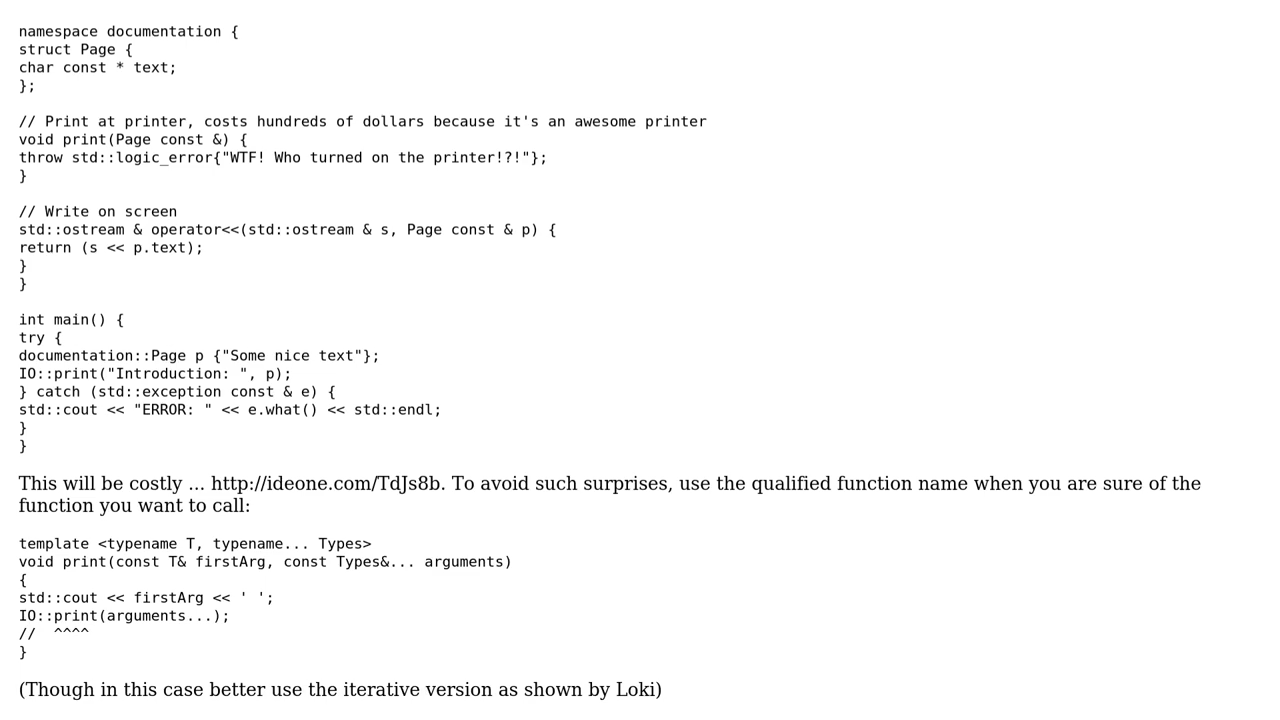 namespace documentation {
struct Page {
char const * text;
};
// Print at printer, costs hundreds of dollars because it's an awesome printer
void print(Page const &) {
throw std::logic_error{"WTF! Who turned on the printer!?!"};
}
// Write on screen
std::ostream & operator<<(std::ostream & s, Page const & p) {
return (s << p.text);
}
}
int main() {
try {
documentation::Page p {"Some nice text"};
IO::print("Introduction: ", p);
} catch (std::exception const & e) {
std::cout << "ERROR: " << e.what() << std::endl;
}
}
This will be costly ... http://ideone.com/TdJs8b. To avoid such surprises, use the qualified function name when you are sure of the
function you want to call:
template <typename T, typename... Types>
void print(const T& firstArg, const Types&... arguments)
{
std::cout << firstArg << ' ';
IO::print(arguments...);
//  ^^^^
}
(Though in this case better use the iterative version as shown by Loki)